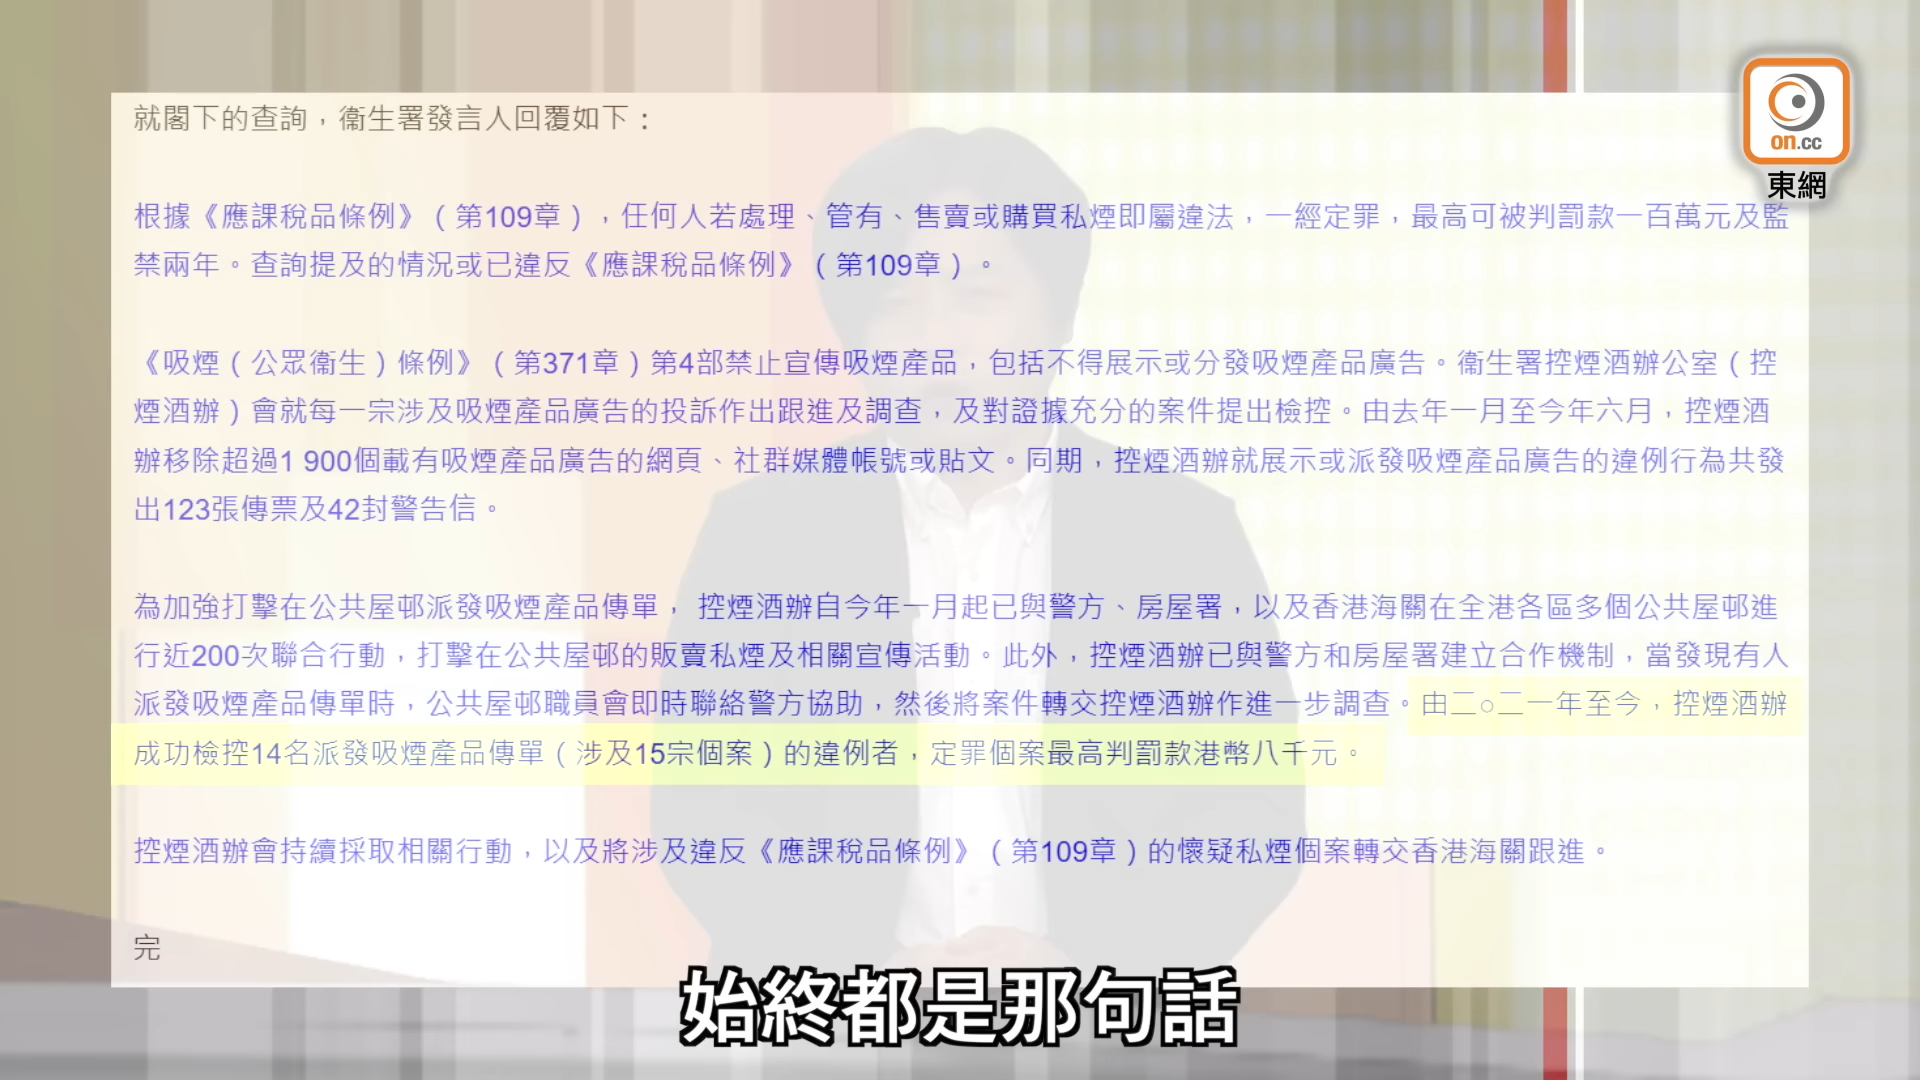 就閣下的查詢，衞生署發言人回覆如下：
on.cc
東網
根據《應課稅品條例》（第109章），任何人若處理、管有、售賣或購買私煙即屬違法，一經定罪，最高可被判罰款一百萬元及監
禁兩年。查詢提及的情況或已違反《應課稅品條例》（第109章）。
《吸煙（公眾衞生）條例》（第371章）第4部禁止宣傳吸煙產品，包括不得展示或分發吸煙產品廣告。衞生署控煙酒辦公室（控
煙酒辦）會就每一宗涉及吸煙產品廣告的投訴作出跟進及調查，及對證據充分的案件提出檢控。由去年一月至今年六月，控煙酒
辦移除超過1 900個載有吸煙產品廣告的網頁、社群媒體帳號或貼文。同期，控煙酒辦就展示或派發吸煙產品廣告的違例行為共發
出123張傳票及42封警告信。
為加強打擊在公共屋邨派發吸煙產品傳單， 控煙酒辦自今年一月起已與警方、房屋署，以及香港海關在全港各區多個公共屋邨進
行近200次聯合行動，打擊在公共屋邨的販賣私煙及相關宣傳活動。此外，控煙酒辦已與警方和房屋署建立合作機制，當發現有人
派發吸煙產品傳單時，公共屋邨職員會即時聯絡警方協助，然後將案件轉交控煙酒辦作進一步調查。由二○二一年至今，控煙酒辦
成功檢控14名派發吸煙產品傳單（涉及15宗個案）的違例者，定罪個案最高判罰款港幣八千元。
控煙酒辦會持續採取相關行動，以及將涉及違反《應課稅品條例》（第109章）的懷疑私煙個案轉交香港海關跟進。
完
始終都是那句話